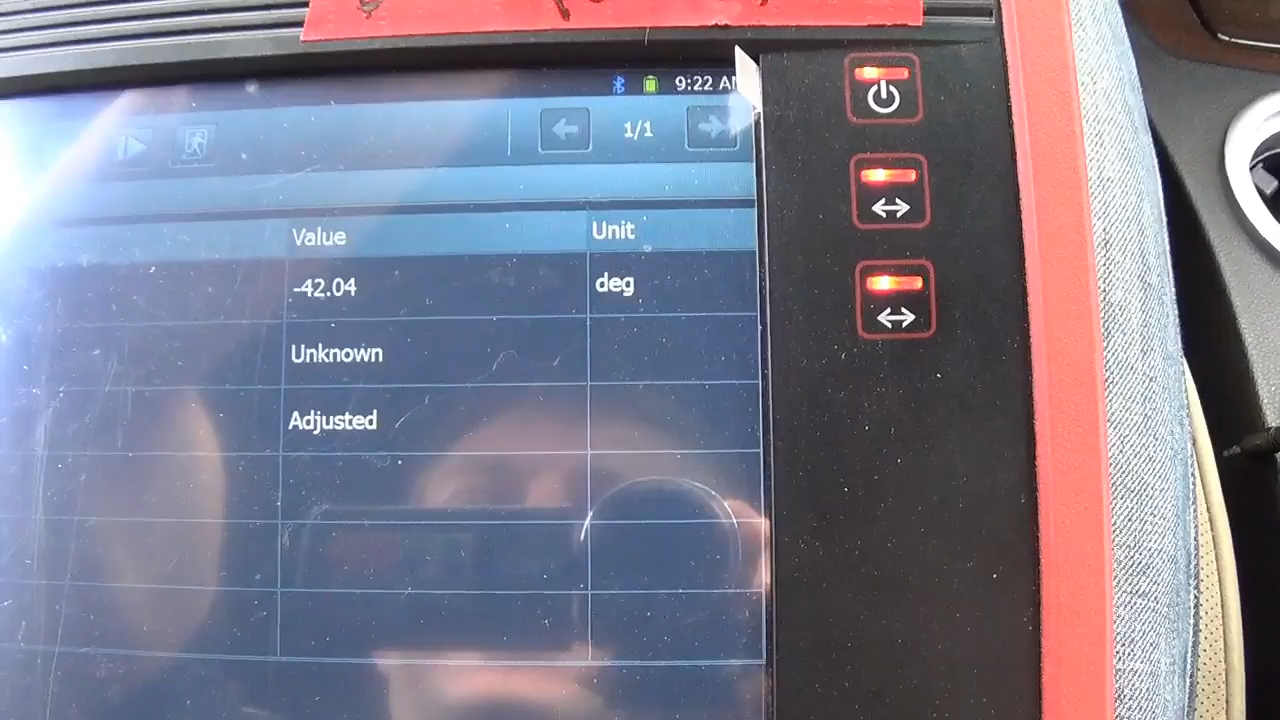 9:22 AM
1/1
Value Unit
-42.04 deg
Unknown
Adjusted